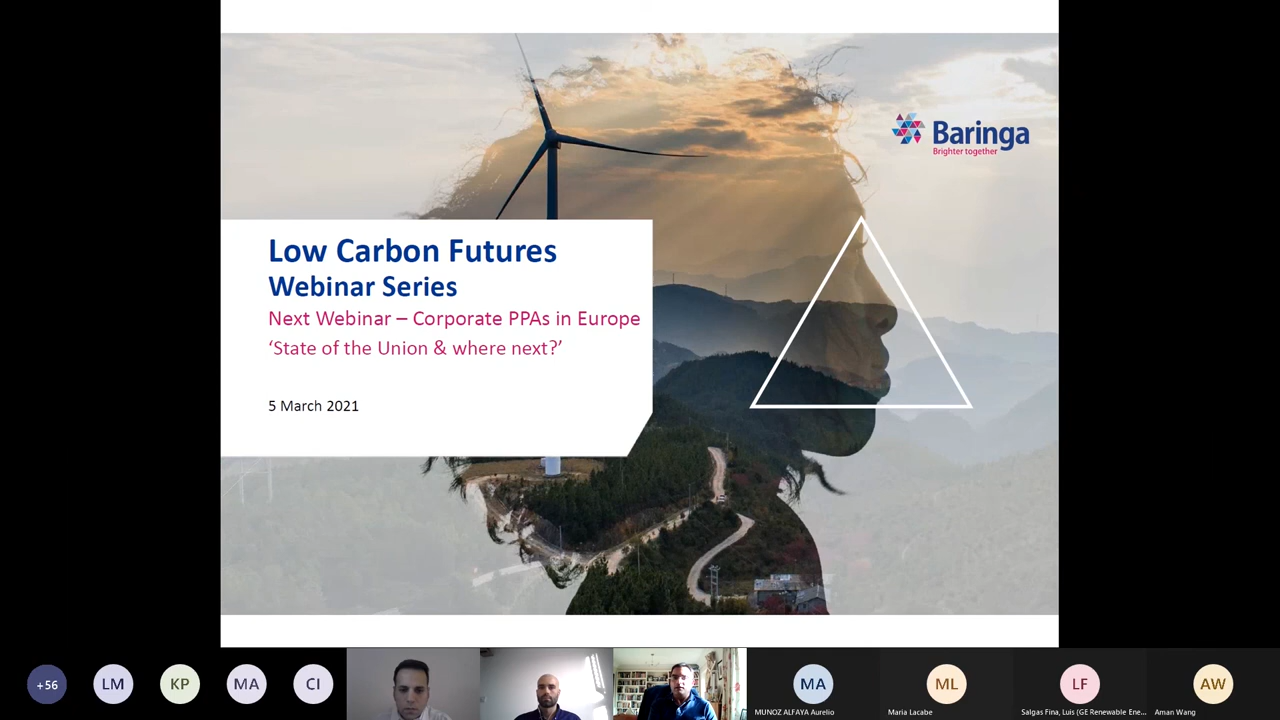 Baringa
Brighter together
Low Carbon Futures
Webinar Series
Next Webinar – Corporate PPAs in Europe
‘State of the Union & where next?’
5 March 2021
+56
LM
KP
MA
CI
MA
ML
LF
AW
MUNOZ ALFAYA Aurelio
Maria Lacabe
Salgas Fina, Luis (GE Renewable Ene...
Aman Wang